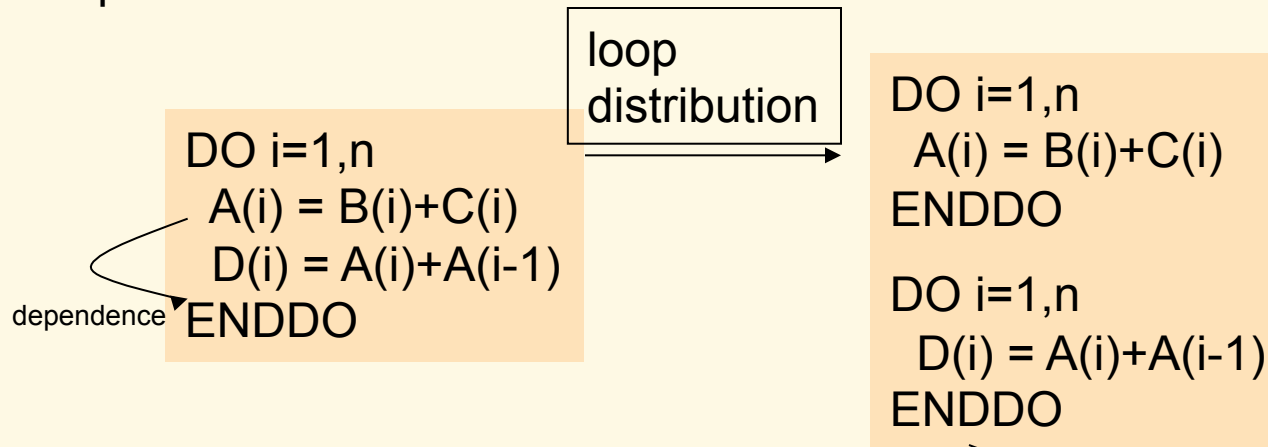 loop
distribution
DO i=1,n
A(i) = B(i)+C(i)
D(i) = A(i)+A(i-1)
ENDDO
dependence
DO i=1,n
A(i) = B(i)+C(i)
ENDDO
DO i=1,n
D(i) = A(i)+A(i-1)
ENDDO